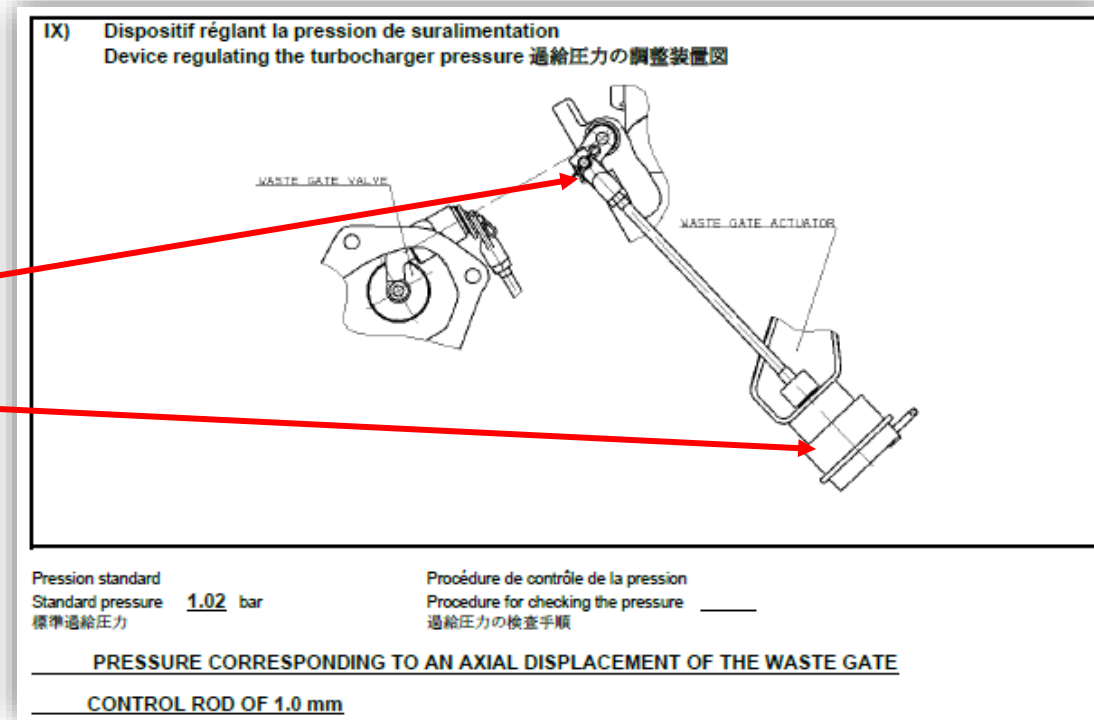 IX) Dispositif réglant la pression de suralimentation
Device regulating the turbocharger pressure 過給圧力の調整装置図
WASTE GATE VALVE
WASTE GATE ACTUATOR
Pression standard
Standard pressure 1.02 bar
標準過給圧力
Procédure de contrôle de la pression
Procedure for checking the pressure
過給圧力の検査手順
PRESSURE CORRESPONDING TO AN AXIAL DISPLACEMENT OF THE WASTE GATE
CONTROL ROD OF 1.0 mm